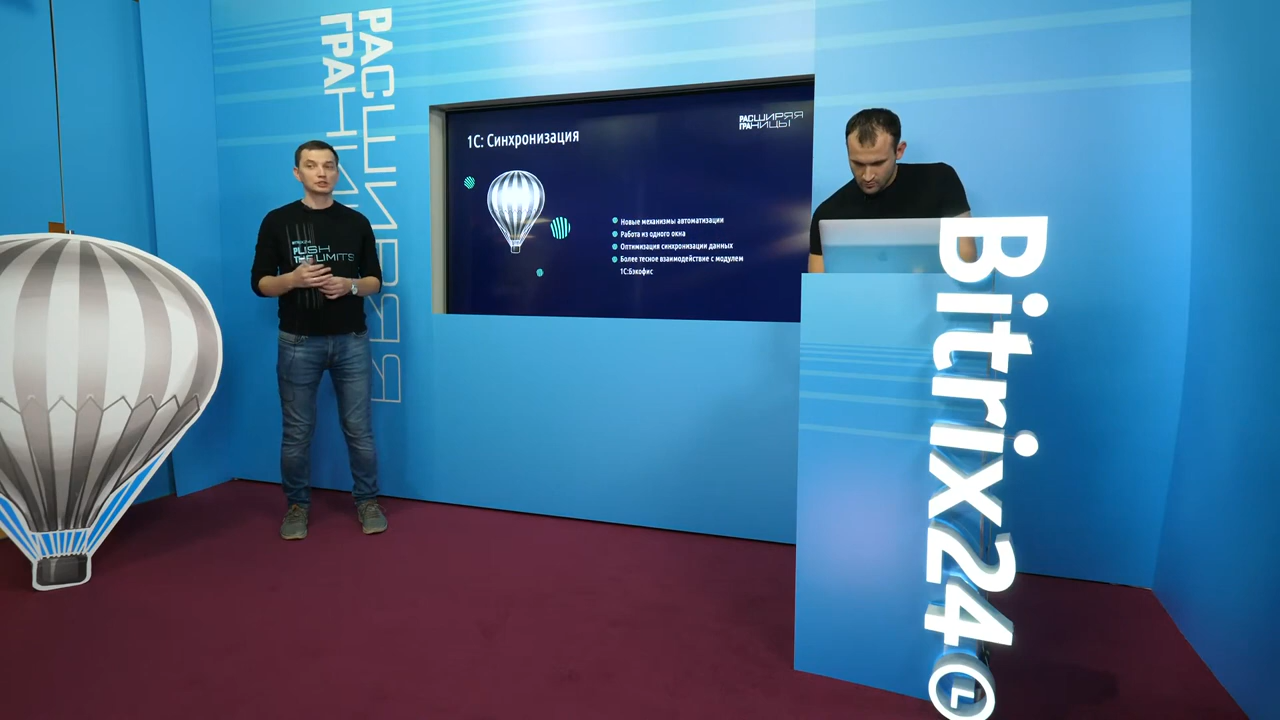 РАСШИРЯЯ
ГРАНИЦЫ
PUSH
THE LIMITS
1С: Синхронизация
РАСШИРЯЯ
ГРАНИЦЫ
Новые механизмы автоматизации
Работа из одного окна
Оптимизация синхронизации данных
Более тесное взаимодействие с модулем
1С:Бэкофис
Bitrix24